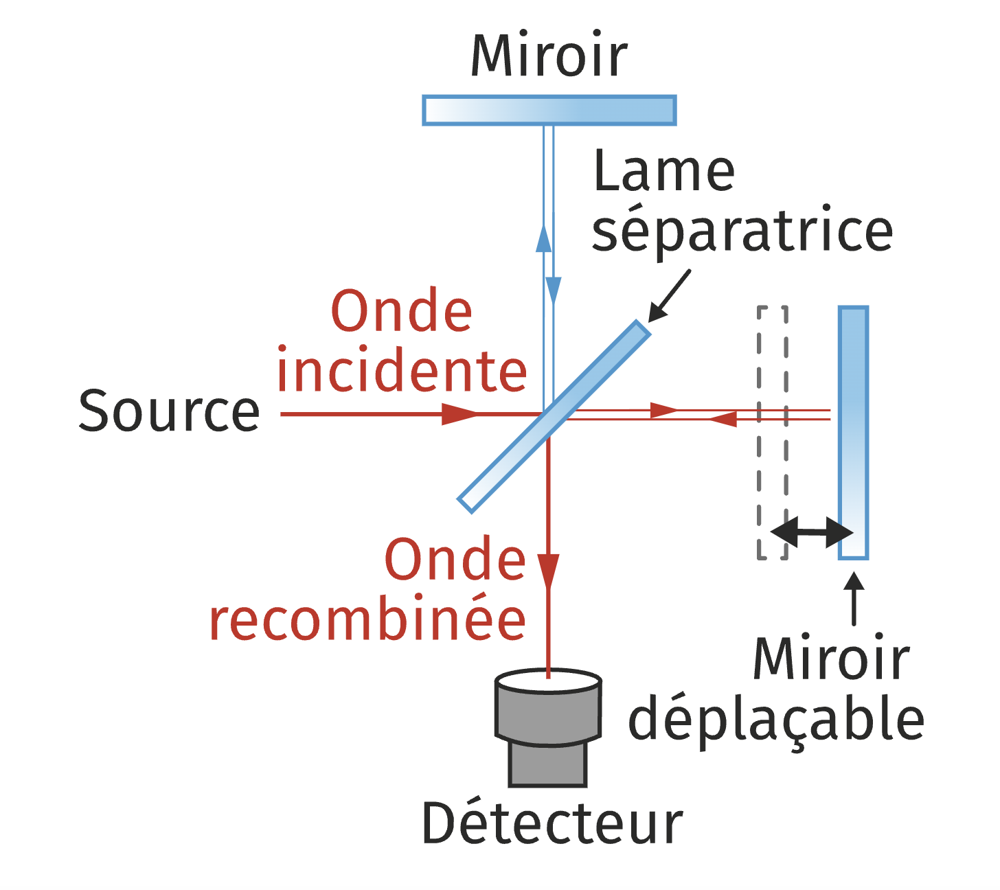 Miroir
Lame
séparatrice
Onde
incidente
Source
Onde
recombinée
Miroir
déplaçable
Détecteur